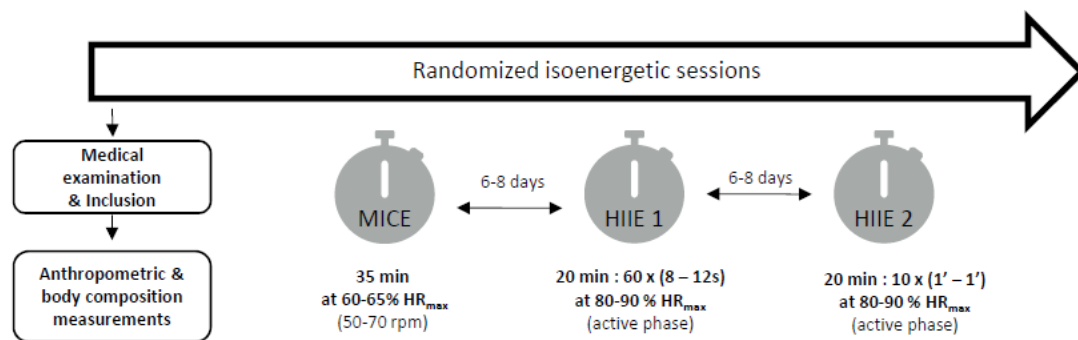 Randomized isoenergetic sessions
Medical
examination
& Inclusion
Anthropometric &
body composition
measurements
MICE
6-8 days
HIIE 1
6-8 days
HIIE 2
35 min
at 60-65% HRmax
(50-70 rpm)
20 min : 60 x (8 – 12s)
at 80-90 % HRmax
(active phase)
20 min : 10 x (1’ – 1’)
at 80-90 % HRmax
(active phase)